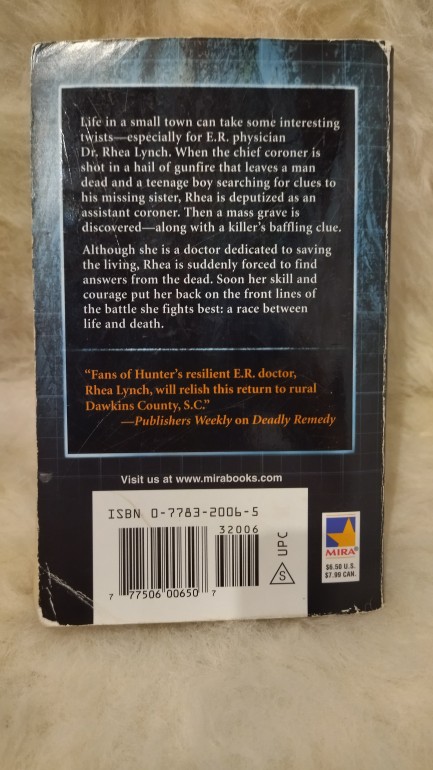 Life in a small town can take some interesting
twists—especially for E.R. physician
Dr. Rhea Lynch. When the chief coroner is
shot in a hail of gunfire that leaves a man
dead and a teenage boy searching for clues to
his missing sister, Rhea is deputized as an
assistant coroner. Then a mass grave is
discovered—along with a killer's baffling clue.
Although she is a doctor dedicated to saving
the living, Rhea is suddenly forced to find
answers from the dead. Soon her skill and
courage put her back on the front lines of
the battle she fights best: a race between
life and death.
“Fans of Hunter's resilient E.R. doctor,
Rhea Lynch, will relish this return to rural
Dawkins County, S.C.”
—Publishers Weekly on Deadly Remedy
Visit us at www.mirabooks.com
ISBN 0-7783-2006-5
32006
UPC
S
7 77506 00650 7
MIRA®
$6.50 U.S.
$7.99 CAN.